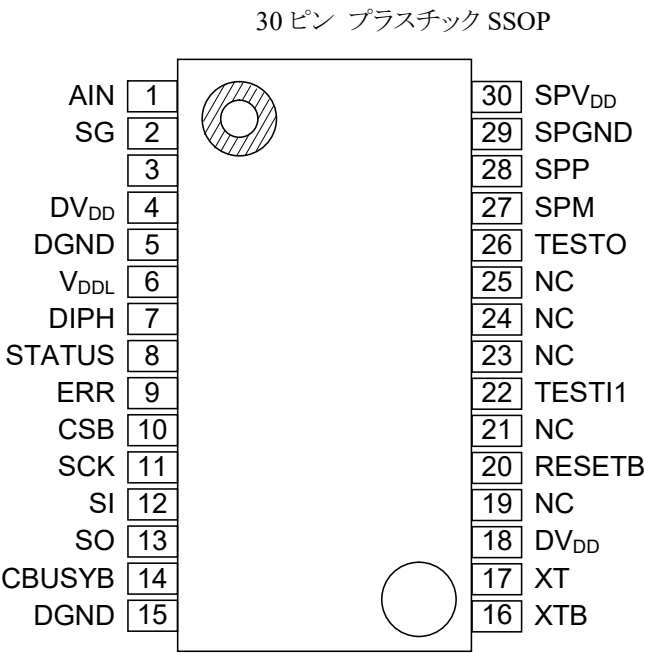 30 ピン プラスチック SSOP
AIN 1 30 SPVDD
SG 2 29 SPGND
3 28 SPP
DVDD 4 27 SPM
DGND 5 26 TESTO
VDDL 6 25 NC
DIPH 7 24 NC
STATUS 8 23 NC
ERR 9 22 TESTI1
CSB 10 21 NC
SCK 11 20 RESETB
SI 12 19 NC
SO 13 18 DVDD
CBUSYB 14 17 XT
DGND 15 16 XTB